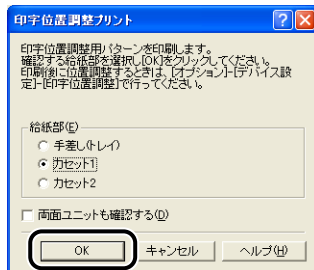 印字位置調整プリント
印字位置調整用パターンを印刷します。
確認する給紙部を選択し[OK]をクリックしてください。
印刷後に位置調整するときは、[オプション]-[デバイス設
定]-[印字位置調整]で行ってください。
給紙部(E)
手差し(トレイ)
カセット1
カセット2
両面ユニットも確認する(D)
OK キャンセル ヘルプ(H)